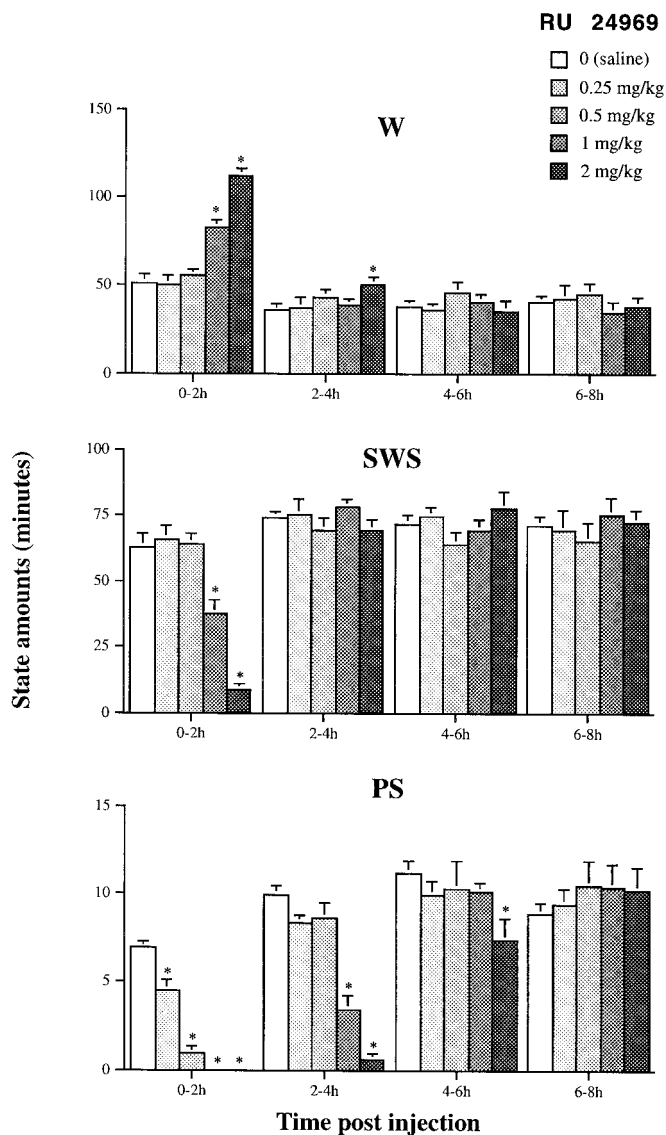 RU 24969
0 (saline)
0.25 mg/kg
0.5 mg/kg
1 mg/kg
2 mg/kg
W
150
100
50
0
* * *
0-2h 2-4h 4-6h 6-8h
SWS
100
75
50
25
0
* *
0-2h 2-4h 4-6h 6-8h
PS
15
10
5
0
* * * * * * *
0-2h 2-4h 4-6h 6-8h
State amounts (minutes)
Time post injection